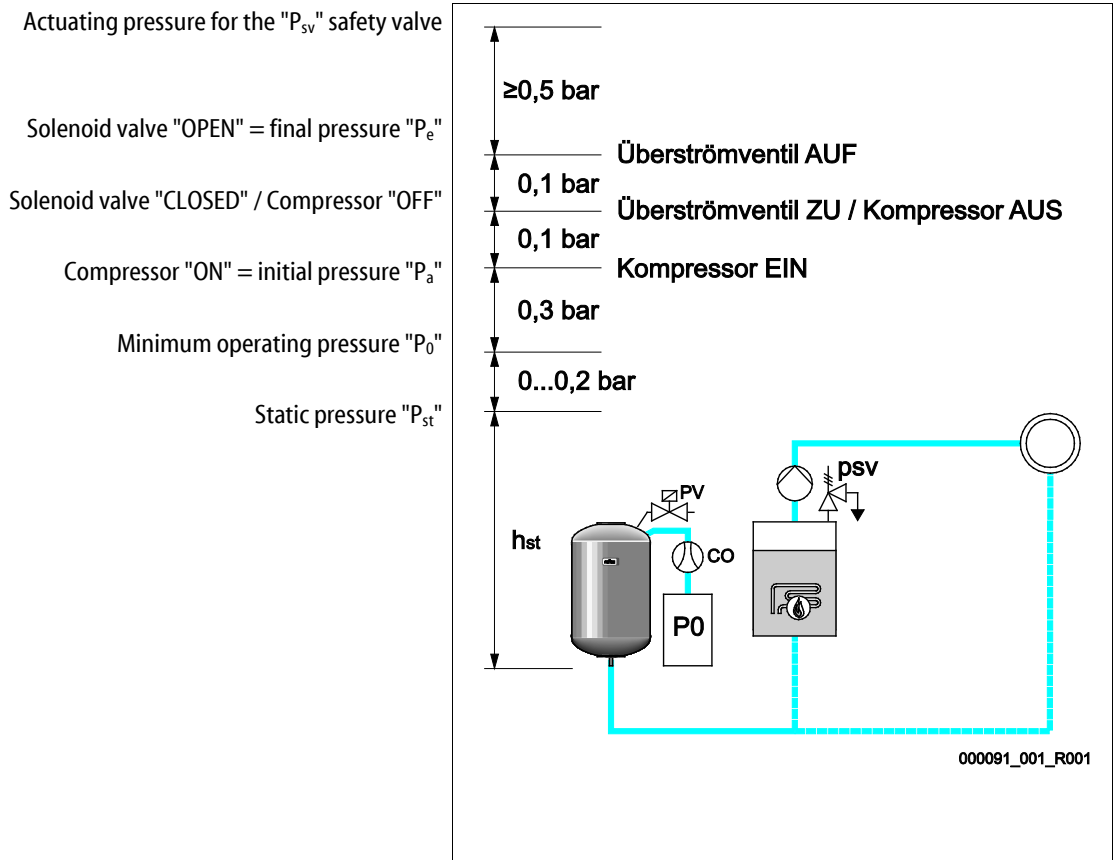 Actuating pressure for the "Psv" safety valve
≥0,5 bar
Solenoid valve "OPEN" = final pressure "Pe"
Überströmventil AUF
0,1 bar
Solenoid valve "CLOSED" / Compressor "OFF"
Überströmventil ZU / Kompressor AUS
0,1 bar
Compressor "ON" = initial pressure "Pa"
Kompressor EIN
0,3 bar
Minimum operating pressure "P0"
0...0,2 bar
Static pressure "Pst"
psv
PV
hst
CO
P0
000091_001_R001